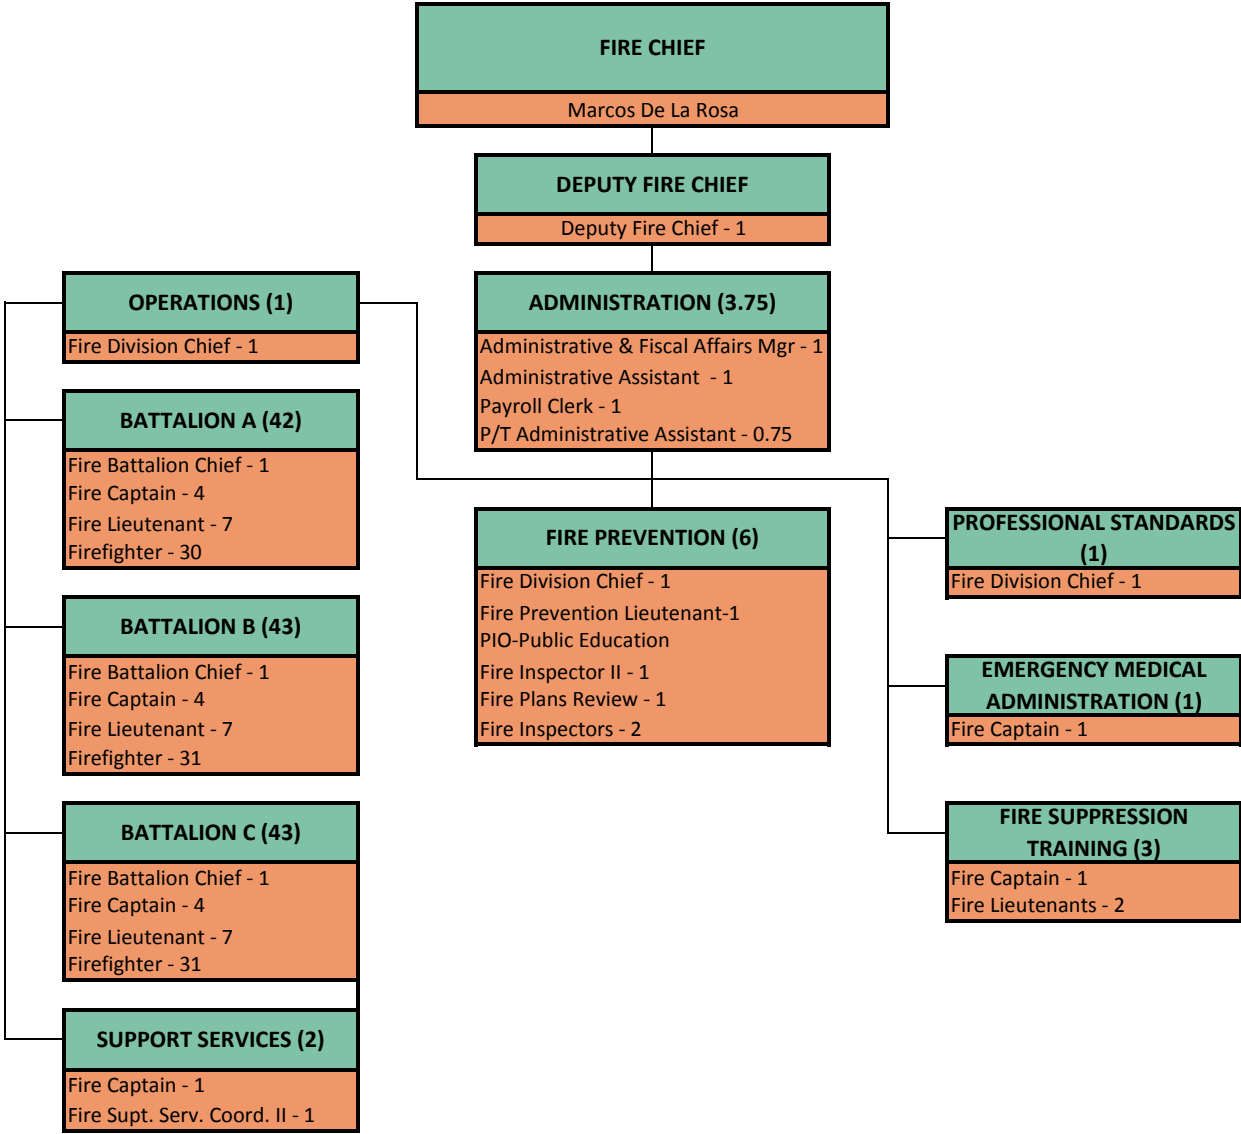 FIRE CHIEF
Marcos De La Rosa
DEPUTY FIRE CHIEF
Deputy Fire Chief - 1
OPERATIONS (1)
Fire Division Chief - 1
ADMINISTRATION (3.75)
Administrative & Fiscal Affairs Mgr - 1
Administrative Assistant  - 1
Payroll Clerk - 1
P/T Administrative Assistant - 0.75
BATTALION A (42)
Fire Battalion Chief - 1
Fire Captain - 4
Fire Lieutenant - 7
Firefighter - 30
FIRE PREVENTION (6)
Fire Division Chief - 1
Fire Prevention Lieutenant-1
PIO-Public Education
Fire Inspector II - 1
Fire Plans Review - 1
Fire Inspectors - 2
PROFESSIONAL STANDARDS
(1)
Fire Division Chief - 1
BATTALION B (43)
Fire Battalion Chief - 1
Fire Captain - 4
Fire Lieutenant - 7
Firefighter - 31
EMERGENCY MEDICAL
ADMINISTRATION (1)
Fire Captain - 1
BATTALION C (43)
Fire Battalion Chief - 1
Fire Captain - 4
Fire Lieutenant - 7
Firefighter - 31
FIRE SUPPRESSION
TRAINING (3)
Fire Captain - 1
Fire Lieutenants - 2
SUPPORT SERVICES (2)
Fire Captain - 1
Fire Supt. Serv. Coord. II - 1